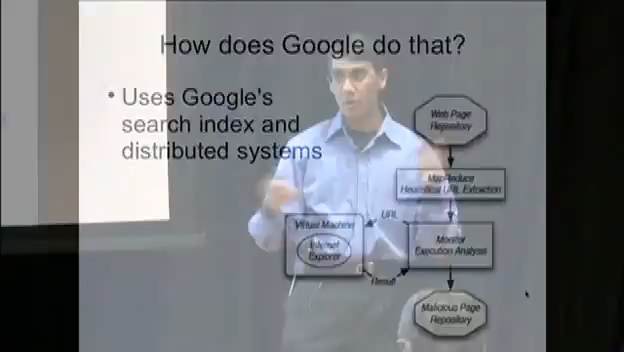 How does Google do that?
• Uses Google's
search index and
distributed systems
Web Page
Repository
MapReduce
Heuristical URL Extraction
URL
Virtual Machine
Internet
Explorer
Monitor
Execution Analysis
Result
Malicious Page
Repository